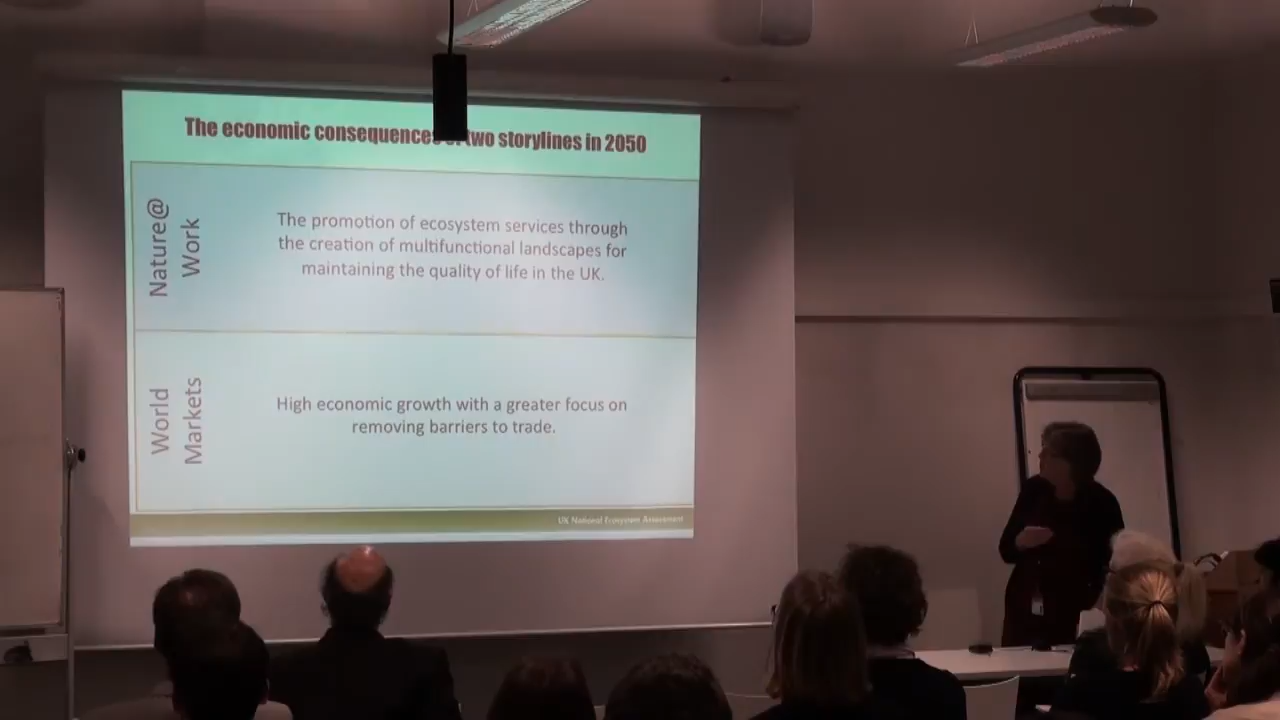 The economic consequences two storylines in 2050
Nature@
Work
The promotion of ecosystem services through
the creation of multifunctional landscapes for
maintaining the quality of life in the UK.
World
Markets
High economic growth with a greater focus on
removing barriers to trade.
UK National Ecosystem Assessment